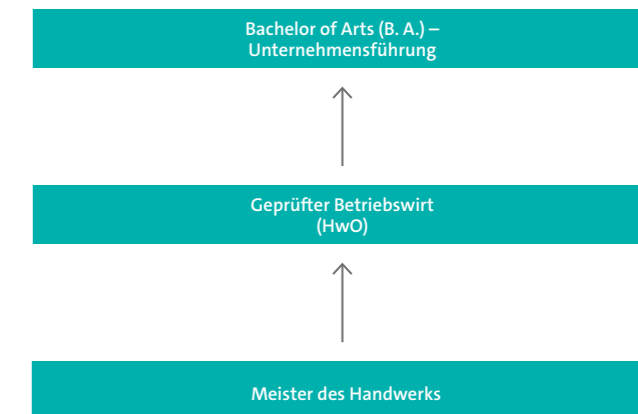 Bachelor of Arts (B. A.) –
Unternehmensführung
Geprüfter Betriebswirt
(HwO)
Meister des Handwerks